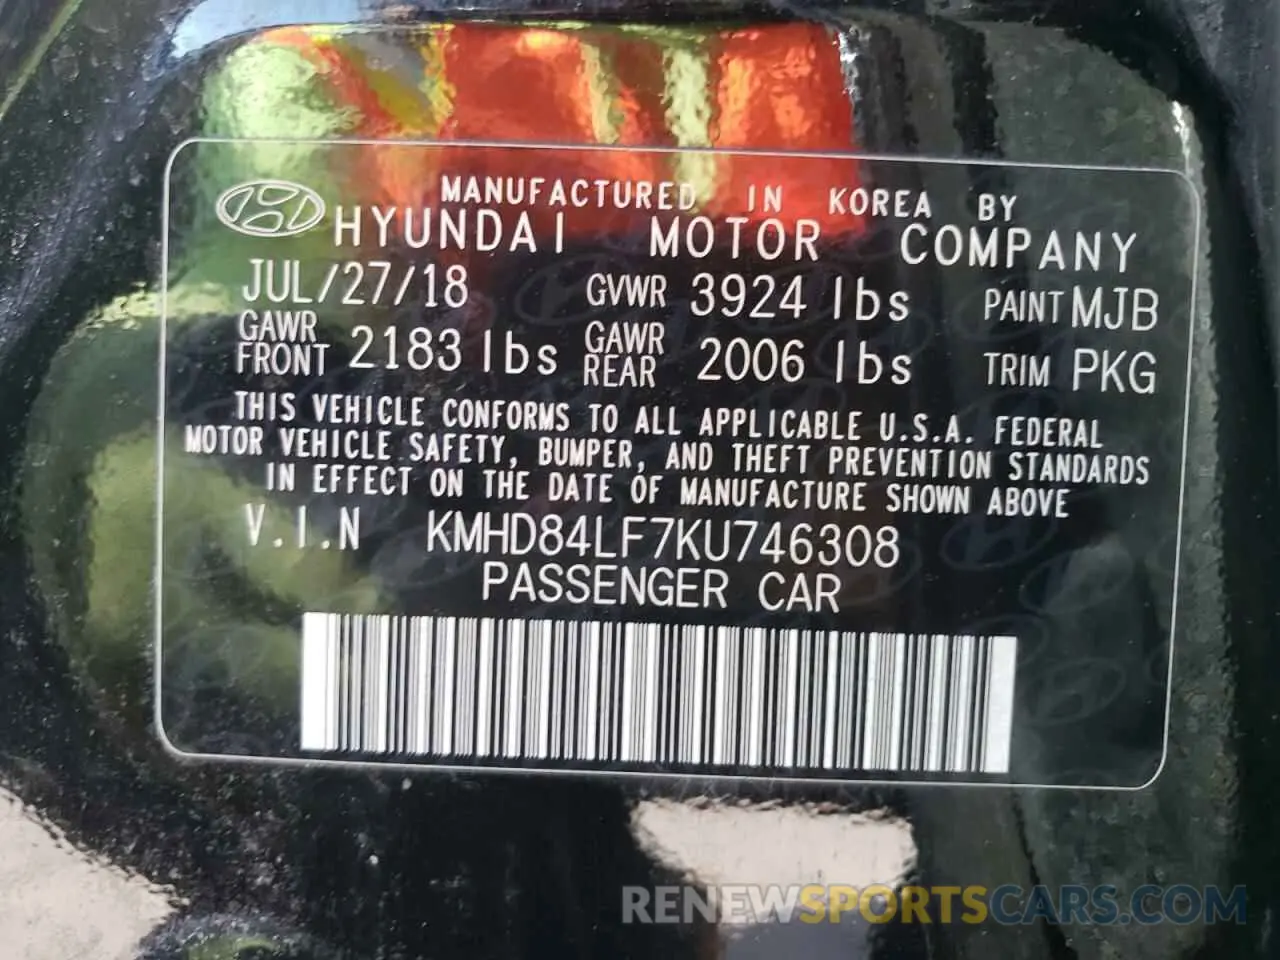 MANUFACTURED IN KOREA BY
HYUNDAI MOTOR COMPANY
JUL/27/18 GVWR 3924 lbs PAINT MJB
GAWR FRONT 2183 lbs GAWR REAR 2006 lbs TRIM PKG
THIS VEHICLE CONFORMS TO ALL APPLICABLE U.S.A. FEDERAL
MOTOR VEHICLE SAFETY, BUMPER, AND THEFT PREVENTION STANDARDS
IN EFFECT ON THE DATE OF MANUFACTURE SHOWN ABOVE
V.I.N KMHD84LF7KU746308
PASSENGER CAR
RENEWSPORTSCARS.COM